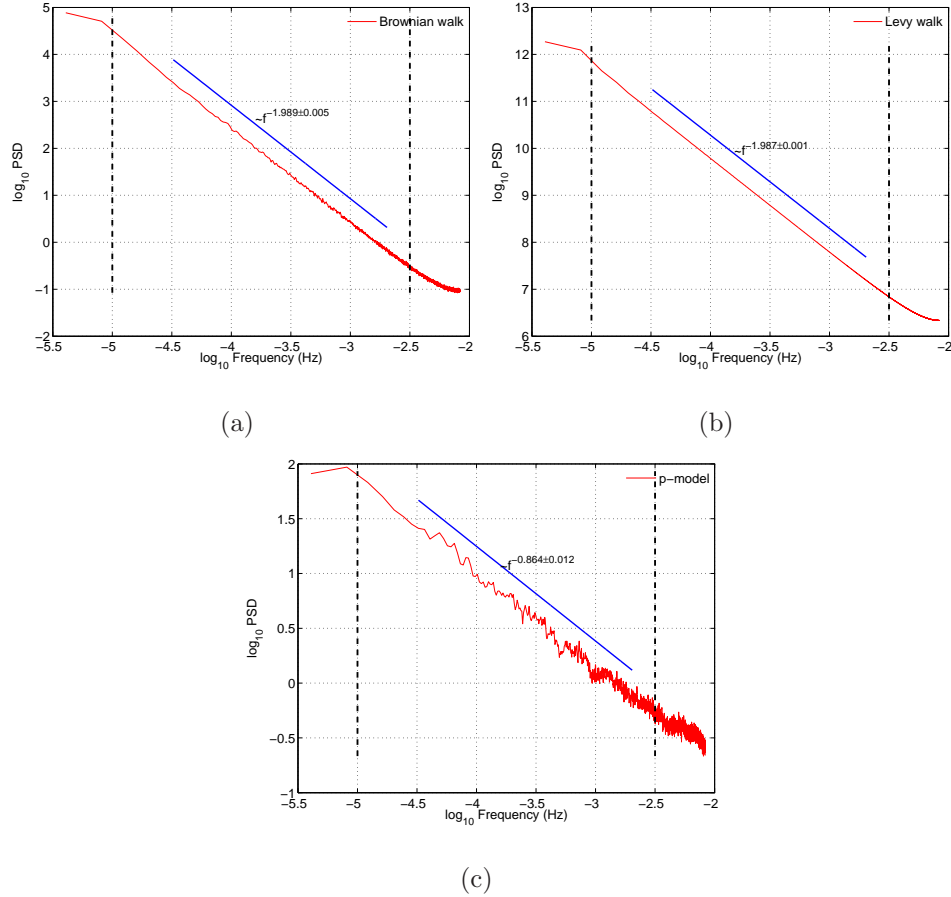 Brownian walk
5
4
3
2
1
0
−1
−2
log10 PSD
~f−1.989±0.005
−5.5 −5 −4.5 −4 −3.5 −3 −2.5 −2
log10 Frequency (Hz)
(a)
Levy walk
13
12
11
10
9
8
7
6
log10 PSD
~f−1.987±0.001
−5.5 −5 −4.5 −4 −3.5 −3 −2.5 −2
log10 Frequency (Hz)
(b)
p−model
2
1.5
1
0.5
0
−0.5
−1
log10 PSD
~f−0.864±0.012
−5.5 −5 −4.5 −4 −3.5 −3 −2.5 −2
log10 Frequency (Hz)
(c)